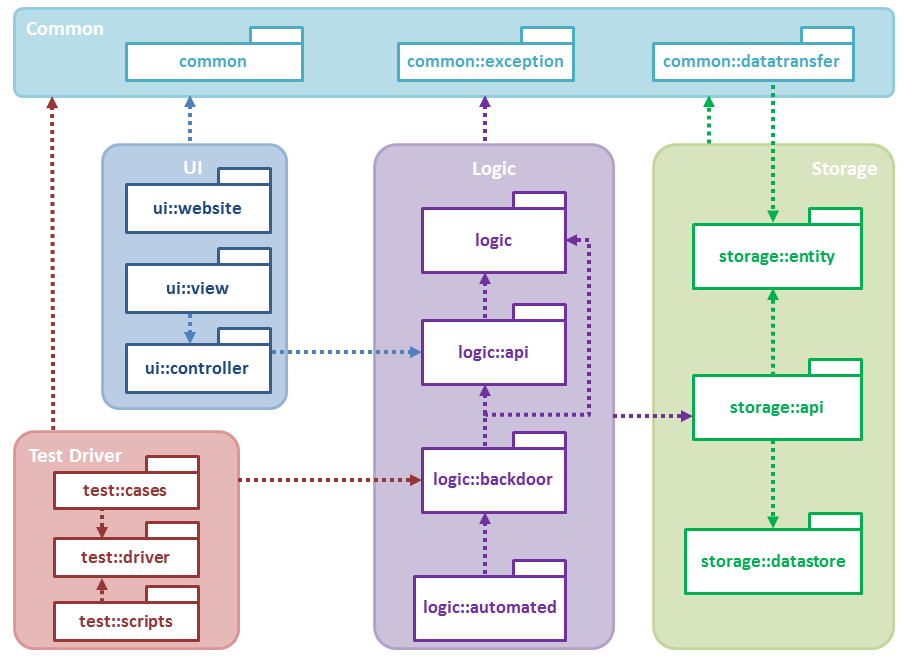 Common
common
common::exception
common::datatransfer
UI
ui::website
ui::view
ui::controller
Logic
logic
logic::api
logic::backdoor
logic::automated
Storage
storage::entity
storage::api
storage::datastore
Test Driver
test::cases
test::driver
test::scripts